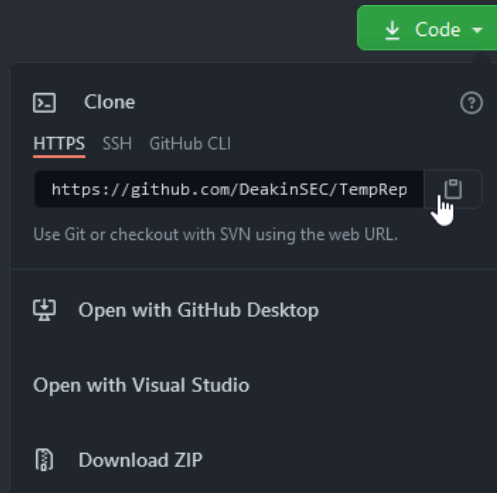 Code
Clone
HTTPS SSH GitHub CLI
https://github.com/DeakinSEC/TempRep
Use Git or checkout with SVN using the web URL.
Open with GitHub Desktop
Open with Visual Studio
Download ZIP